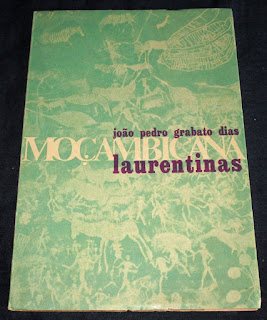 joão pedro grabato dias
MOÇAMBICANA
laurentinas